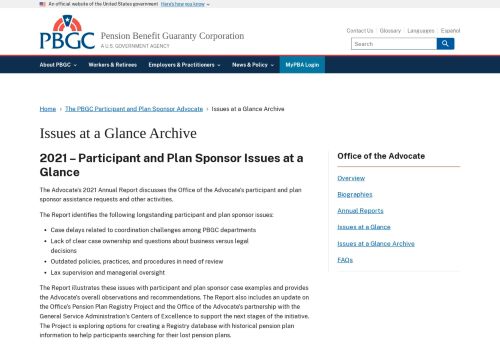 An official website of the United States government Here's how you know
PBGC
Pension Benefit Guaranty Corporation
A U.S. GOVERNMENT AGENCY
Contact Us Glossary Languages Español
Search
About PBGC Workers & Retirees Employers & Practitioners News & Policy MyPBA Login
Home › The PBGC Participant and Plan Sponsor Advocate › Issues at a Glance Archive
Issues at a Glance Archive
2021 – Participant and Plan Sponsor Issues at a
Glance
The Advocate's 2021 Annual Report discusses the Office of the Advocate's participant and plan
sponsor assistance requests and other activities.
The Report identifies the following longstanding participant and plan sponsor issues:
• Case delays related to coordination challenges among PBGC departments
• Lack of clear case ownership and questions about business versus legal
decisions
• Outdated policies, practices, and procedures in need of review
• Lax supervision and managerial oversight
The Report illustrates these issues with participant and plan sponsor case examples and provides
the Advocate's overall observations and recommendations. The Report also includes an update on
the Office's Pension Plan Registry Project and the Office of the Advocate's partnership with the
General Service Administration's Centers of Excellence to support the next stages of the initiative.
The Project is exploring options for creating a Registry database with historical pension plan
information to help participants searching for their lost pension plans.
Office of the Advocate
Overview
Biographies
Annual Reports
Issues at a Glance
Issues at a Glance Archive
FAQs